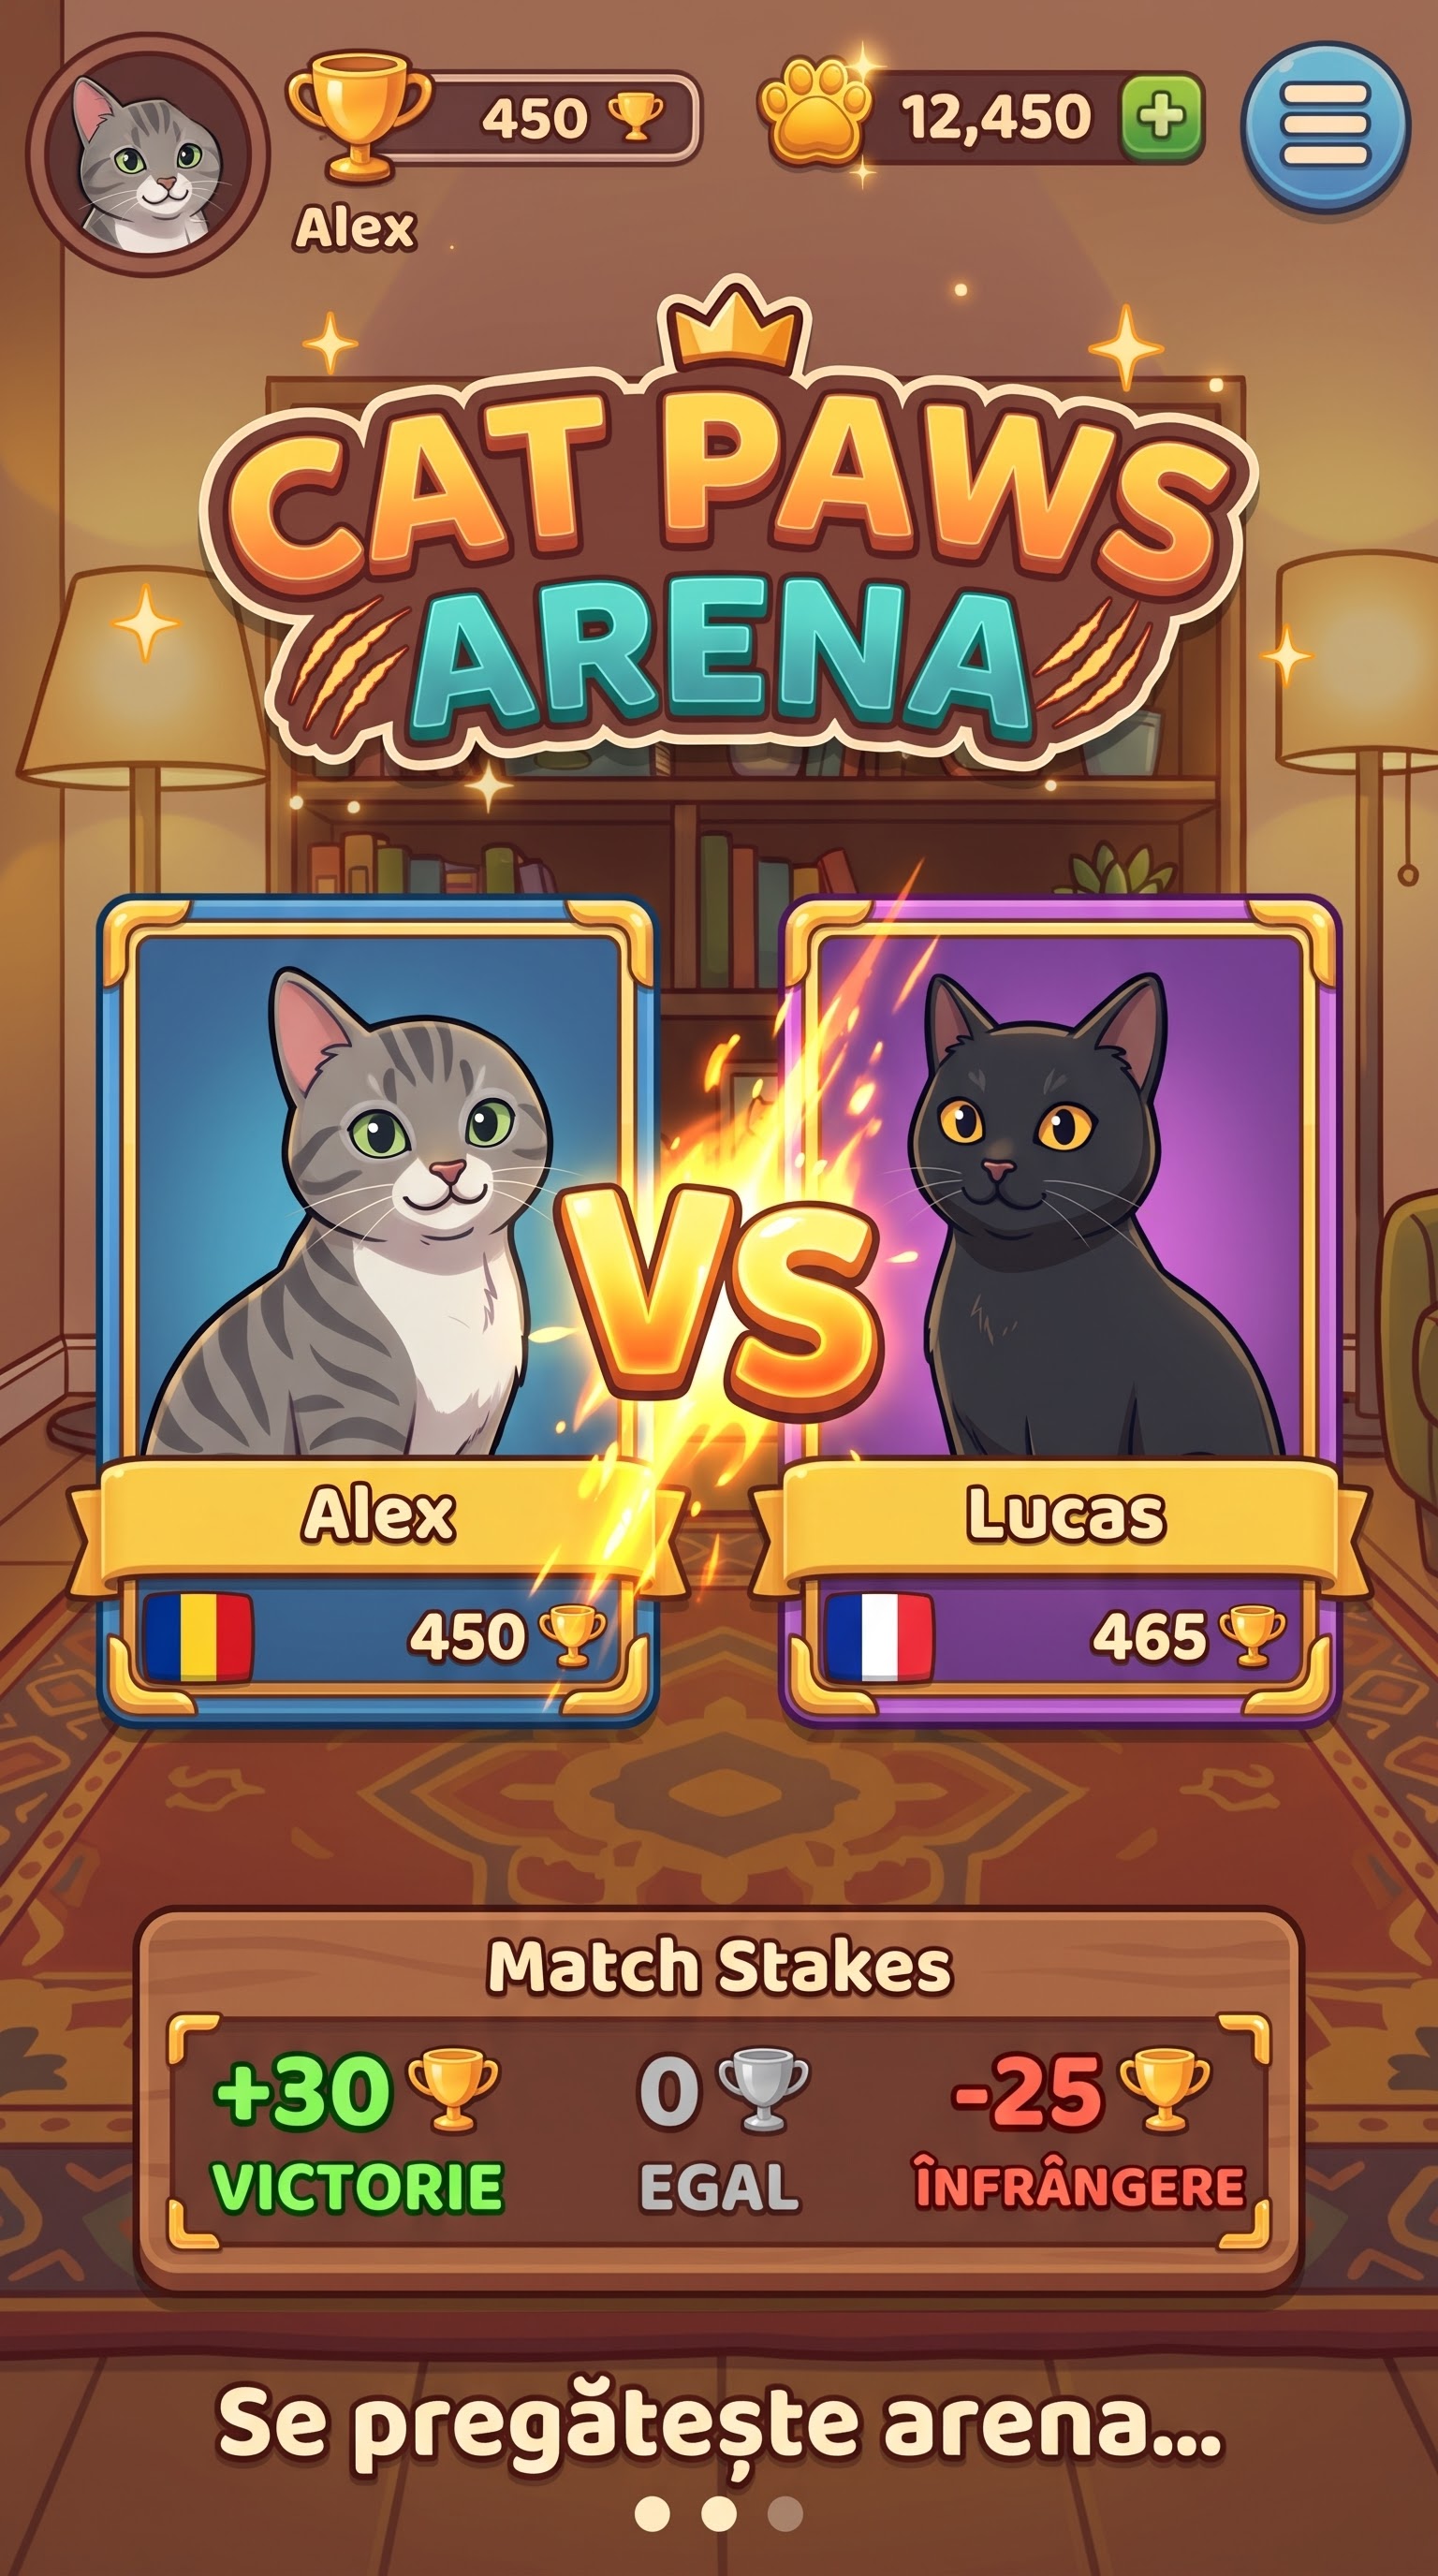 450
12,450
Alex
CAT PAWS
ARENA
VS
Alex
Lucas
450
465
Match Stakes
+30 0 -25
VICTORIE EGAL ÎNFRÂNGERE
Se pregătește arena...